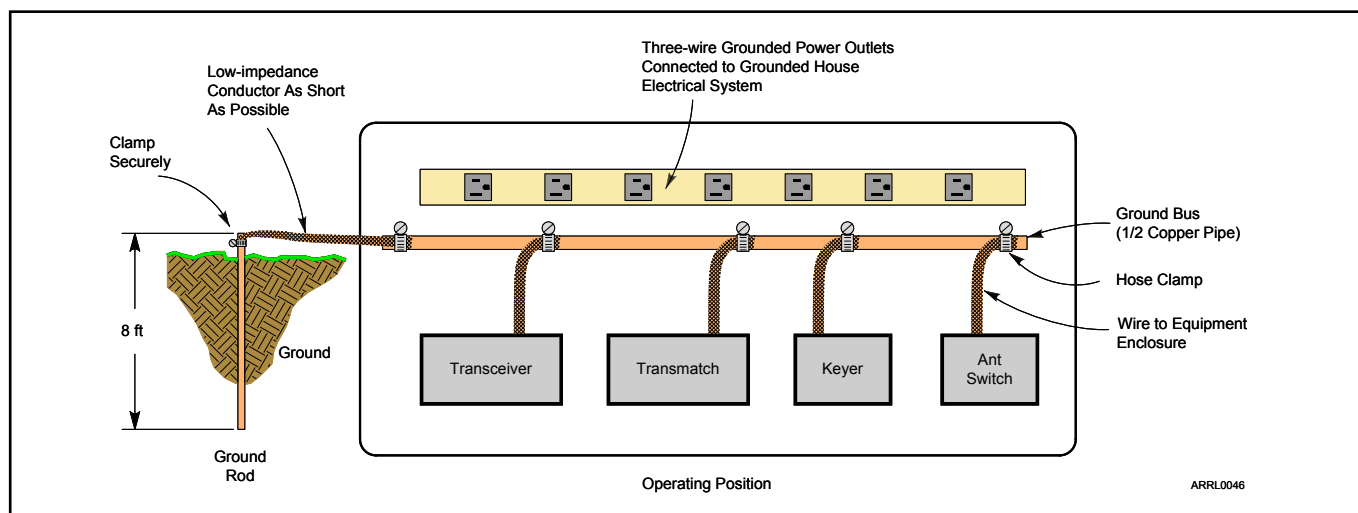 Three-wire Grounded Power Outlets
Connected to Grounded House
Electrical System
Low-impedance
Conductor As Short
As Possible
Clamp
Securely
Ground Bus
(1/2 Copper Pipe)
Hose Clamp
Wire to Equipment
Enclosure
8 ft
Ground
Transceiver
Transmatch
Keyer
Ant
Switch
Ground
Rod
Operating Position
ARRL0046